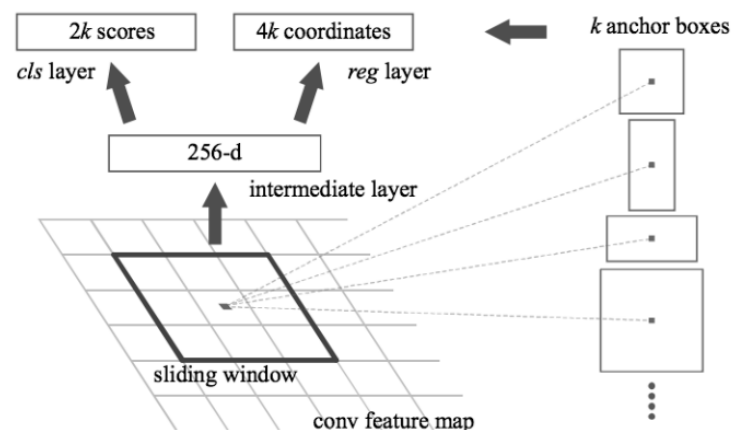 2k scores
4k coordinates
k anchor boxes
cls layer
reg layer
256-d
intermediate layer
sliding window
conv feature map